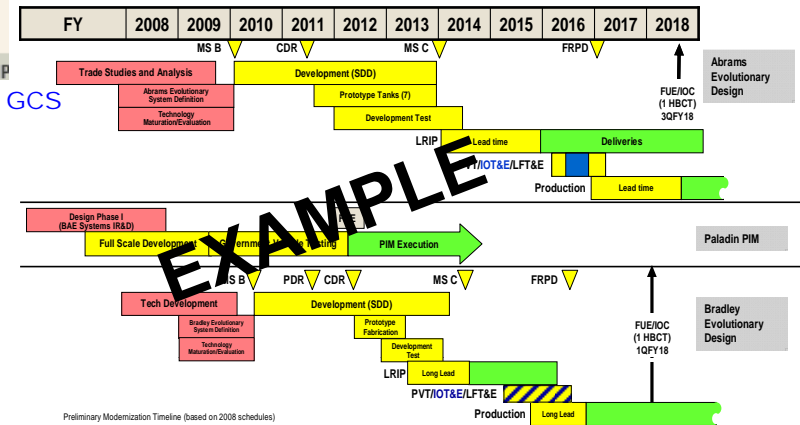 FY 2008 2009 2010 2011 2012 2013 2014 2015 2016 2017 2018
MS B CDR MS C FRPD
P
GCS
Trade Studies and Analysis Development (SDD)
Abrams Evolutionary
System Definition
Prototype Tanks (7)
Technology
Maturation/Evaluation
Development Test
LRIP Lead time Deliveries
/IOT&E/LFT&E
Production Lead time
FUE/IOC
(1 HBCT)
3QFY18
Abrams
Evolutionary
Design
EXAMPLE
Design Phase I
(BAE Systems IR&D)
Full Scale Development Testing
PIM Execution
Paladin PIM
MS B PDR CDR MS C FRPD
Tech Development Development (SDD)
Bradley Evolutionary
System Definition
Prototype
Fabrication
Technology
Maturation/Evaluation
Development
Test
LRIP Long Lead
PVT/IOT&E/LFT&E
Production Long Lead
FUE/IOC
(1 HBCT)
1QFY18
Bradley
Evolutionary
Design
Preliminary Modernization Timeline (based on 2008 schedules)